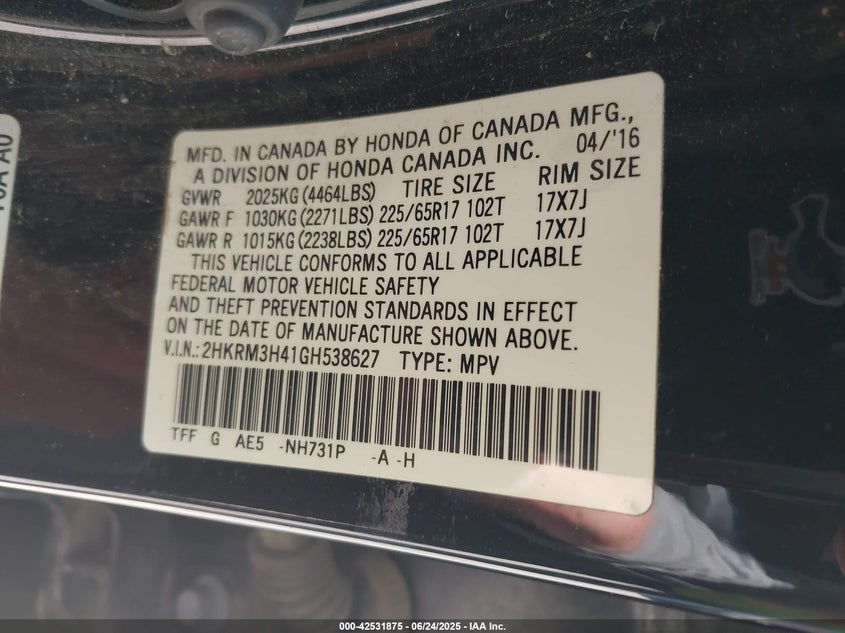 MFD. IN CANADA BY HONDA OF CANADA MFG.,
A DIVISION OF HONDA CANADA INC. 04/'16
GVWR 2025KG (4464LBS) TIRE SIZE RIM SIZE
GAWR F 1030KG (2271LBS) 225/65R17 102T 17X7J
GAWR R 1015KG (2238LBS) 225/65R17 102T 17X7J
THIS VEHICLE CONFORMS TO ALL APPLICABLE
FEDERAL MOTOR VEHICLE SAFETY
AND THEFT PREVENTION STANDARDS IN EFFECT
ON THE DATE OF MANUFACTURE SHOWN ABOVE.
V.I.N.: 2HKRM3H41GH538627 TYPE: MPV
TFF G AE5 -NH731P -A -H
000-42531875 - 06/24/2025 - IAA Inc.